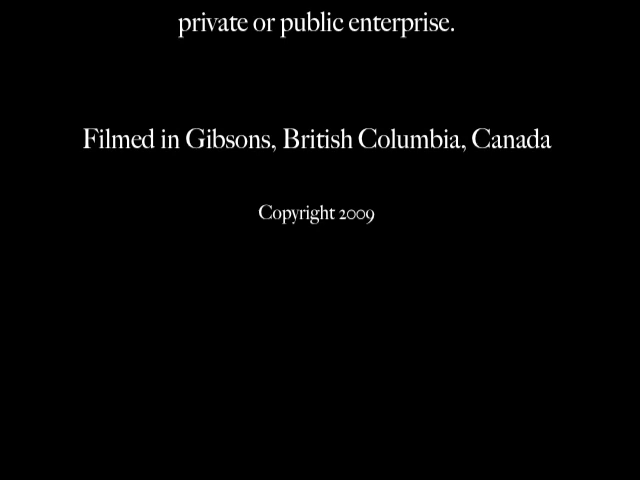 private or public enterprise.
Filmed in Gibsons, British Columbia, Canada
Copyright 2009